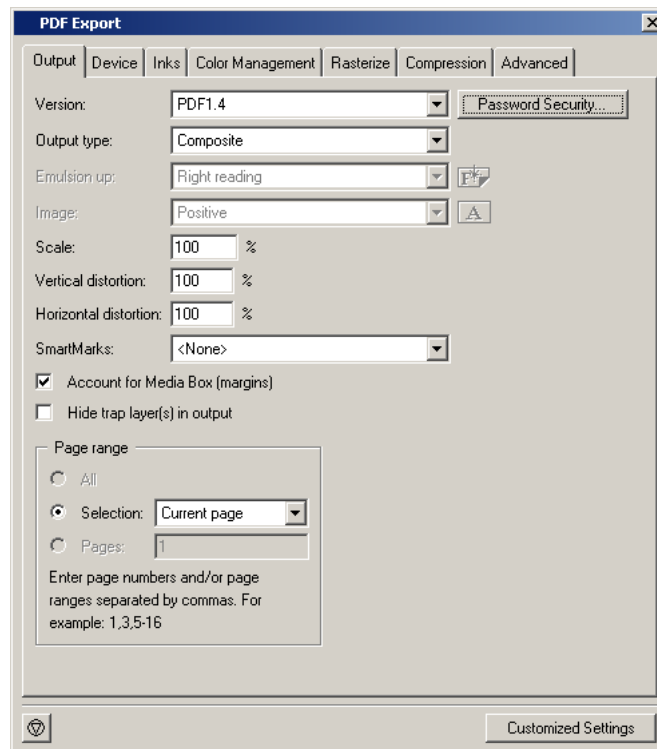 PDF Export
Output Device Inks Color Management Rasterize Compression Advanced
Version: PDF1.4 Password Security...
Output type: Composite
Emulsion up: Right reading F
Image: Positive A
Scale: 100 %
Vertical distortion: 100 %
Horizontal distortion: 100 %
SmartMarks: <None>
Account for Media Box (margins)
Hide trap layer(s) in output
Page range
All
Selection: Current page
Pages: 1
Enter page numbers and/or page
ranges separated by commas. For
example: 1,3,5-16
Customized Settings